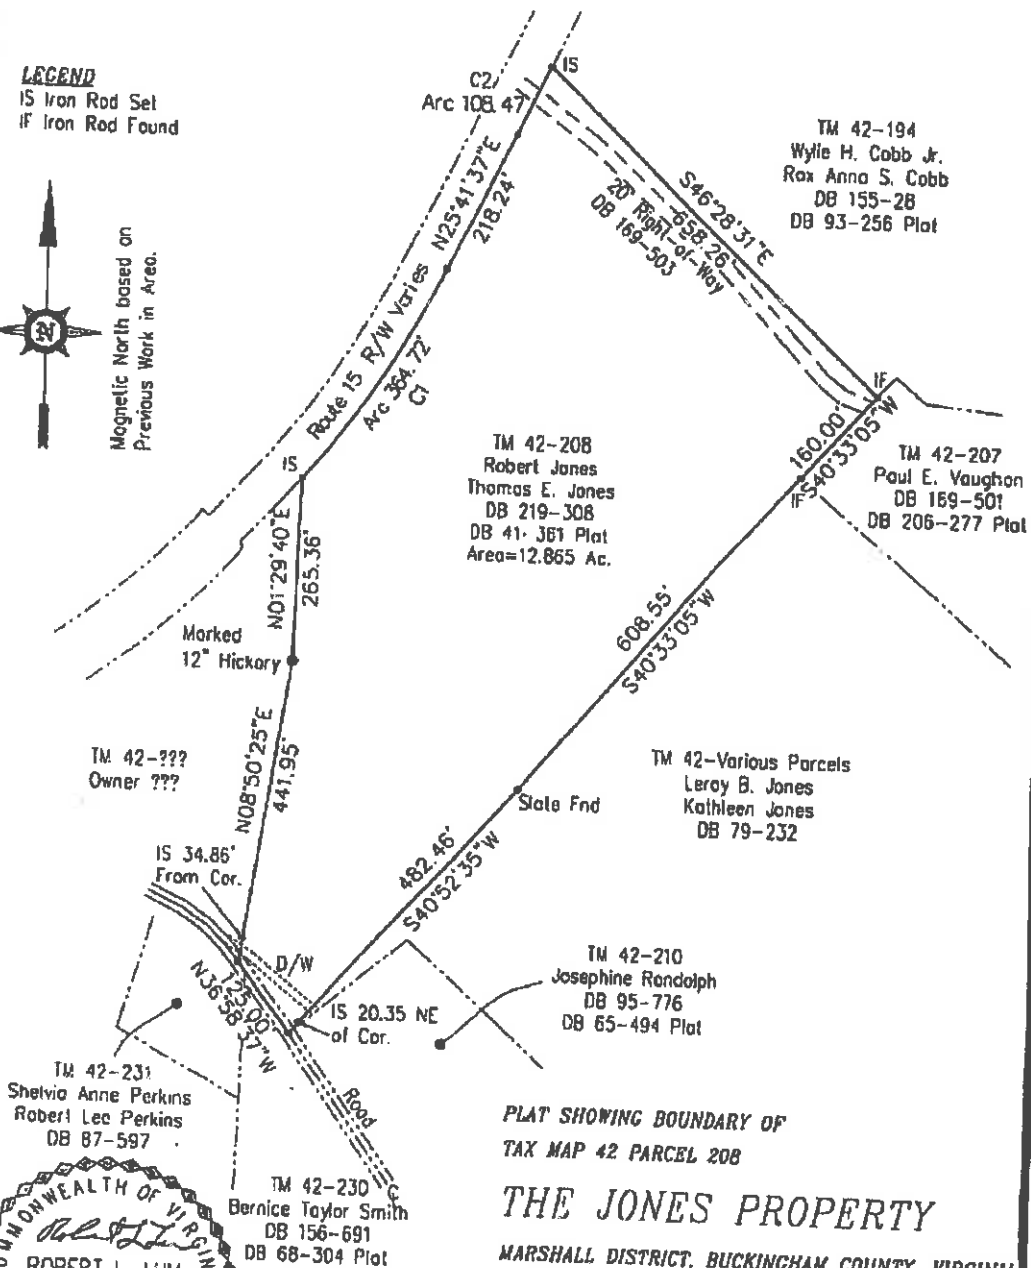 LEGEND
IS Iron Rod Set
IF Iron Rod Found
N
Magnetic North based on
Previous Work in Area.
C2
Arc 108.47
IS
N25°41'37"E
218.24'
Route 15 R/W Varies
Arc 364.72'
C1
S46°28'31"E
658.26'
20' Right-of-Way
DB 169-503
TM 42-194
Wylie H. Cobb Jr.
Rox Anna S. Cobb
DB 155-28
DB 93-256 Plat
IF
160.00'
S40°33'05"W
IF
TM 42-207
Paul E. Vaughon
DB 169-501
DB 206-277 Plat
IS
TM 42-208
Robert Jones
Thomas E. Jones
DB 219-308
DB 41-361 Plat
Area=12.865 Ac.
N01°29'40"E
265.36'
Marked
12" Hickory
608.55'
S40°33'05"W
TM 42-???
Owner ???
N08°50'25"E
441.95'
TM 42-Various Parcels
Leroy B. Jones
Kathleen Jones
DB 79-232
Slate Fnd
482.46'
S40°52'35"W
IS 34.86'
From Cor.
D/W
125.00'
N36°58'37"W
IS 20.35 NE
of Cor.
TM 42-210
Josephine Randolph
DB 95-776
DB 65-494 Plat
Road
TM 42-231
Shelvia Anne Perkins
Robert Lee Perkins
DB 87-597
TM 42-230
Bernice Taylor Smith
DB 156-691
DB 68-304 Plat
PLAT SHOWING BOUNDARY OF
TAX MAP 42 PARCEL 208
THE JONES PROPERTY
MARSHALL DISTRICT, BUCKINGHAM COUNTY, VIRGINIA
COMMONWEALTH OF VIRGINIA
ROBERT L. LUM